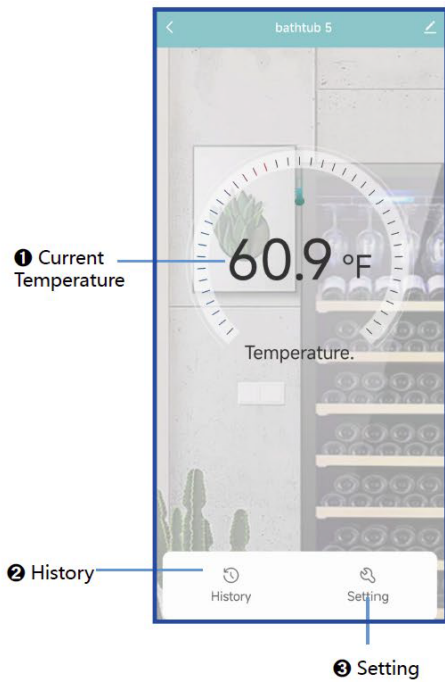 bathtub 5
❶ Current
Temperature
60.9 °F
Temperature.
❷ History
History
Setting
❸ Setting